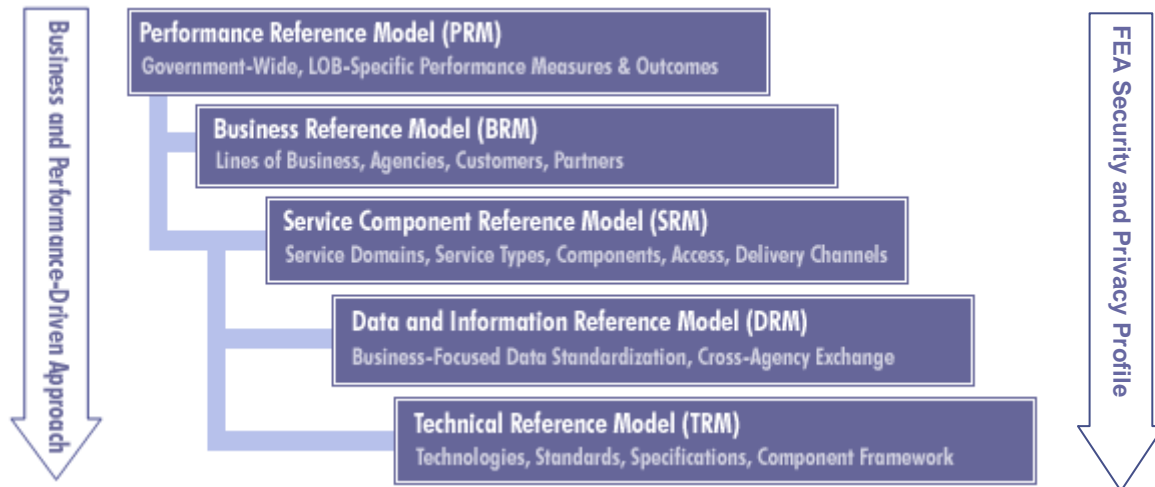 Business and Performance-Driven Approach
Performance Reference Model (PRM)
Government-Wide, LOB-Specific Performance Measures & Outcomes
Business Reference Model (BRM)
Lines of Business, Agencies, Customers, Partners
Service Component Reference Model (SRM)
Service Domains, Service Types, Components, Access, Delivery Channels
Data and Information Reference Model (DRM)
Business-Focused Data Standardization, Cross-Agency Exchange
Technical Reference Model (TRM)
Technologies, Standards, Specifications, Component Framework
FEA Security and Privacy Profile